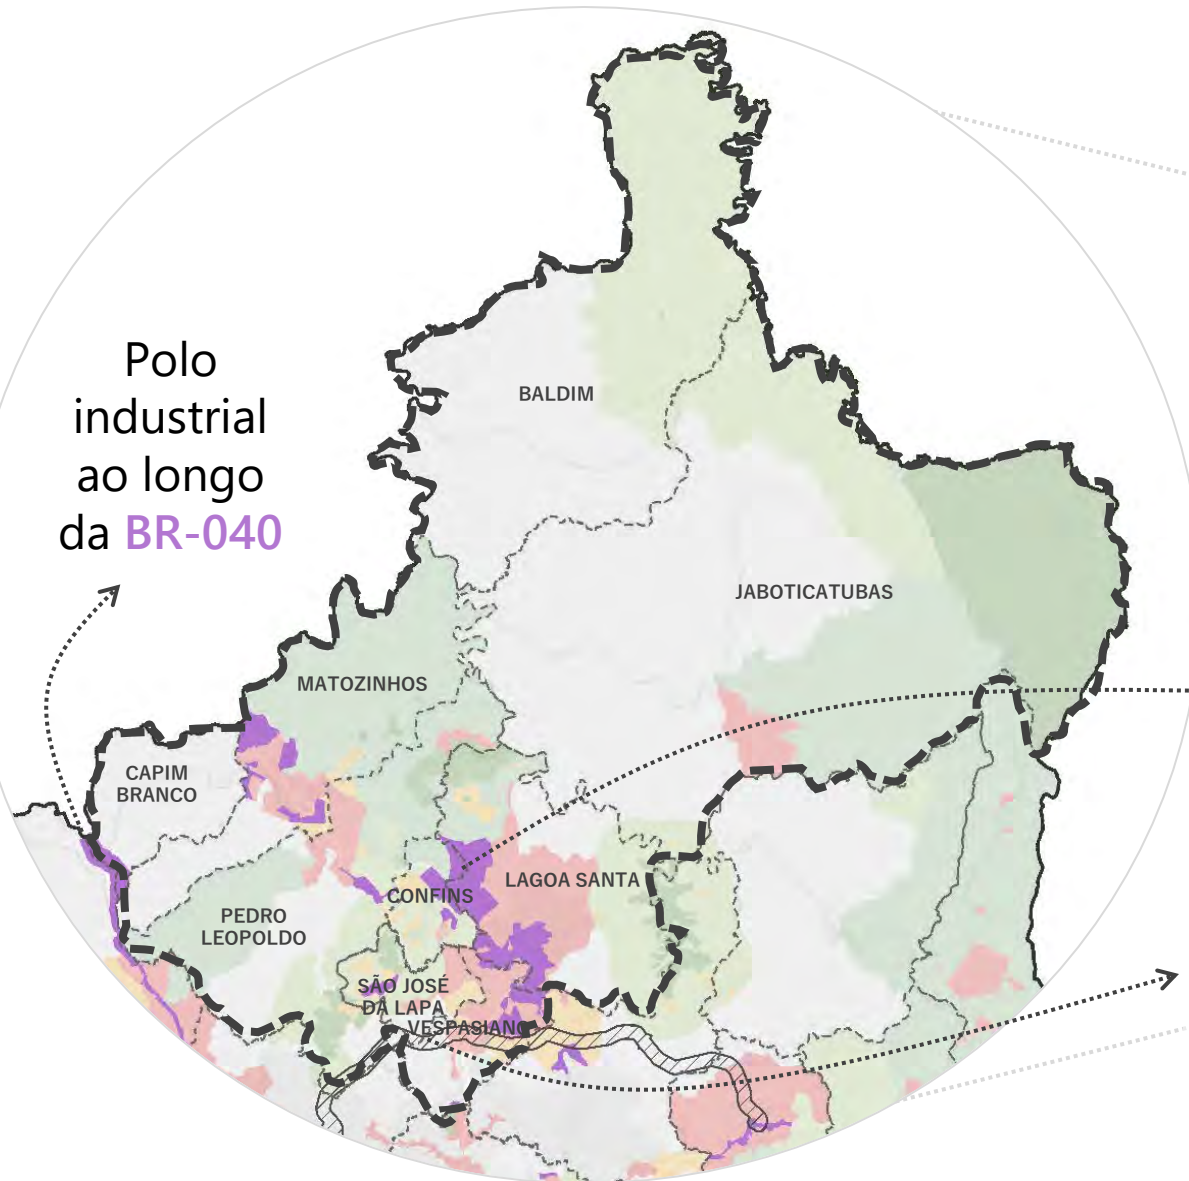 Polo
industrial
ao longo
da BR-040
BALDIM
JABOTICATUBAS
MATOZINHOS
CAPIM
BRANCO
LAGOA SANTA
CONFINS
PEDRO
LEOPOLDO
SÃO JOSÉ
DA LAPA
VESPASIANO